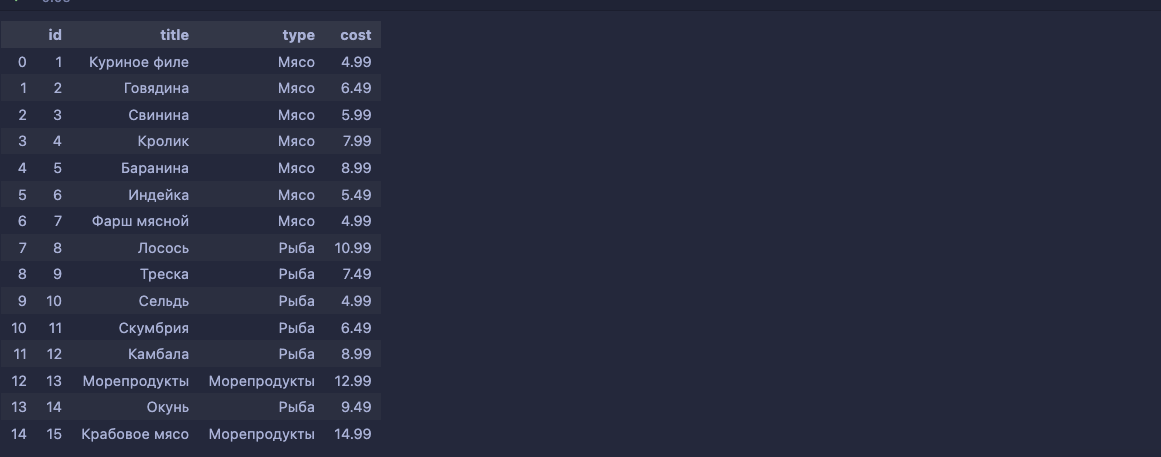 id title type cost
0 1 Куриное филе Мясо 4.99
1 2 Говядина Мясо 6.49
2 3 Свинина Мясо 5.99
3 4 Кролик Мясо 7.99
4 5 Баранина Мясо 8.99
5 6 Индейка Мясо 5.49
6 7 Фарш мясной Мясо 4.99
7 8 Лосось Рыба 10.99
8 9 Треска Рыба 7.49
9 10 Сельдь Рыба 4.99
10 11 Скумбрия Рыба 6.49
11 12 Камбала Рыба 8.99
12 13 Морепродукты Морепродукты 12.99
13 14 Окунь Рыба 9.49
14 15 Крабовое мясо Морепродукты 14.99